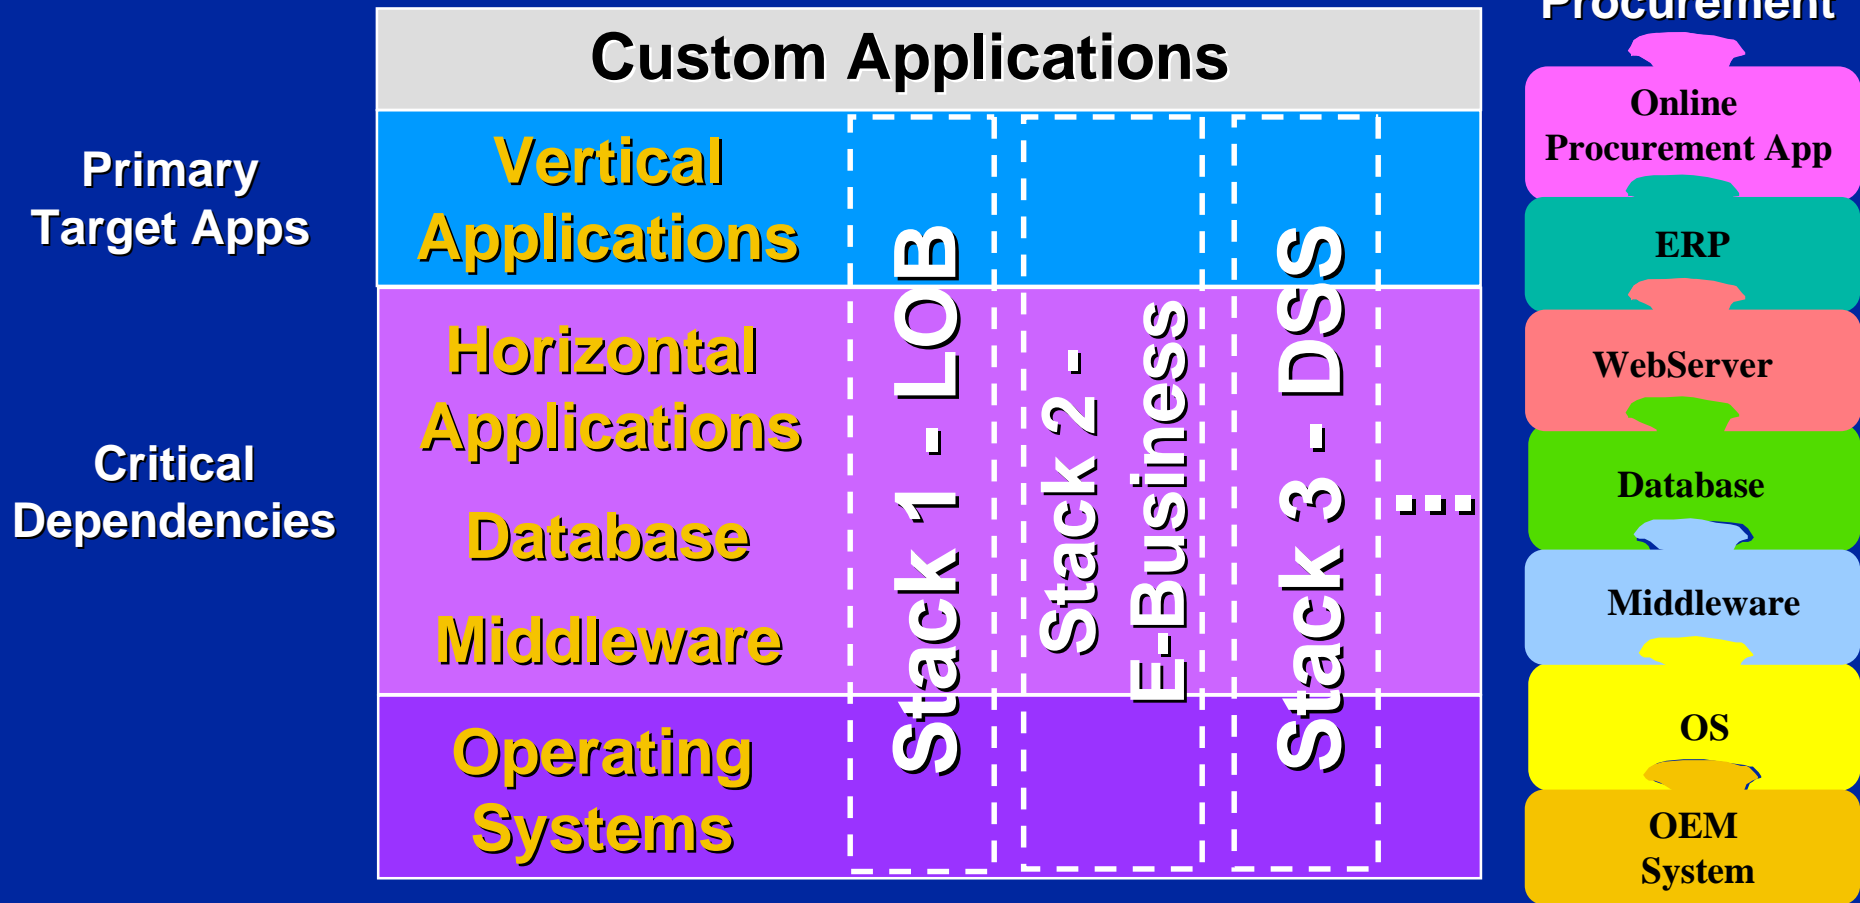 Custom Applications
Primary
Target Apps
Critical
Dependencies
Vertical
Applications
Horizontal
Applications
Database
Middleware
Operating
Systems
Stack 1 - LOB
Stack 2 -
E-Business
Stack 3 - DSS
...
Procurement
Online
Procurement App
ERP
WebServer
Database
Middleware
OS
OEM
System